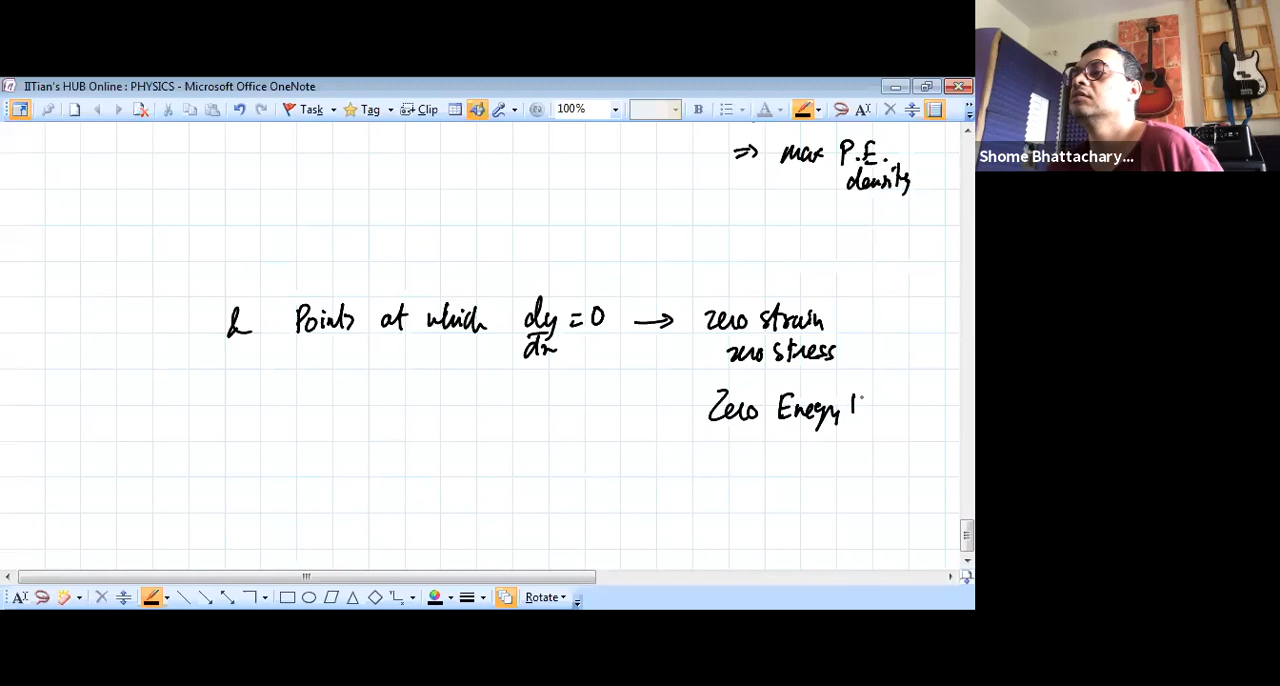 IITian's HUB Online : PHYSICS - Microsoft Office OneNote
Task Tag Clip 100% B A
⇒ max P.E.
density
Shome Bhattachary...
& Points at which dy/dx = 0 → zero strain
zero stress
Zero Energy
Rotate